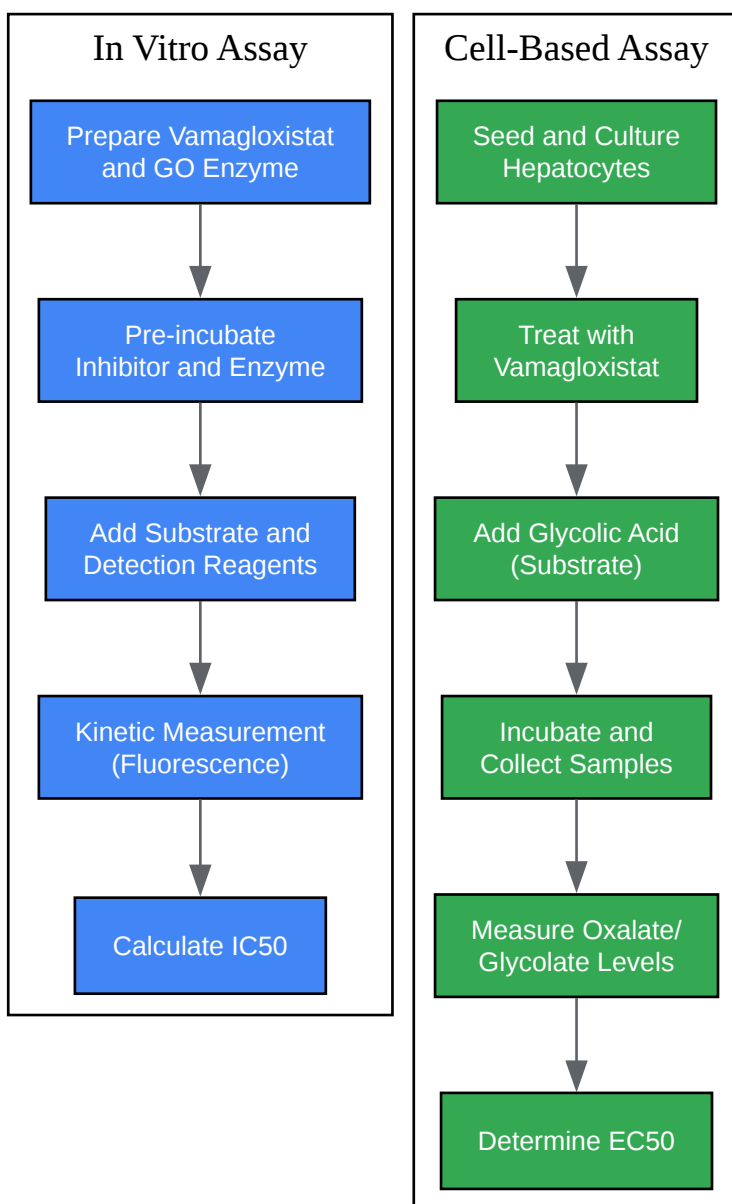 In Vitro Assay
Prepare Vamagloxistat
and GO Enzyme
Pre-incubate
Inhibitor and Enzyme
Add Substrate and
Detection Reagents
Kinetic Measurement
(Fluorescence)
Calculate IC50
Cell-Based Assay
Seed and Culture
Hepatocytes
Treat with
Vamagloxistat
Add Glycolic Acid
(Substrate)
Incubate and
Collect Samples
Measure Oxalate/
Glycolate Levels
Determine EC50